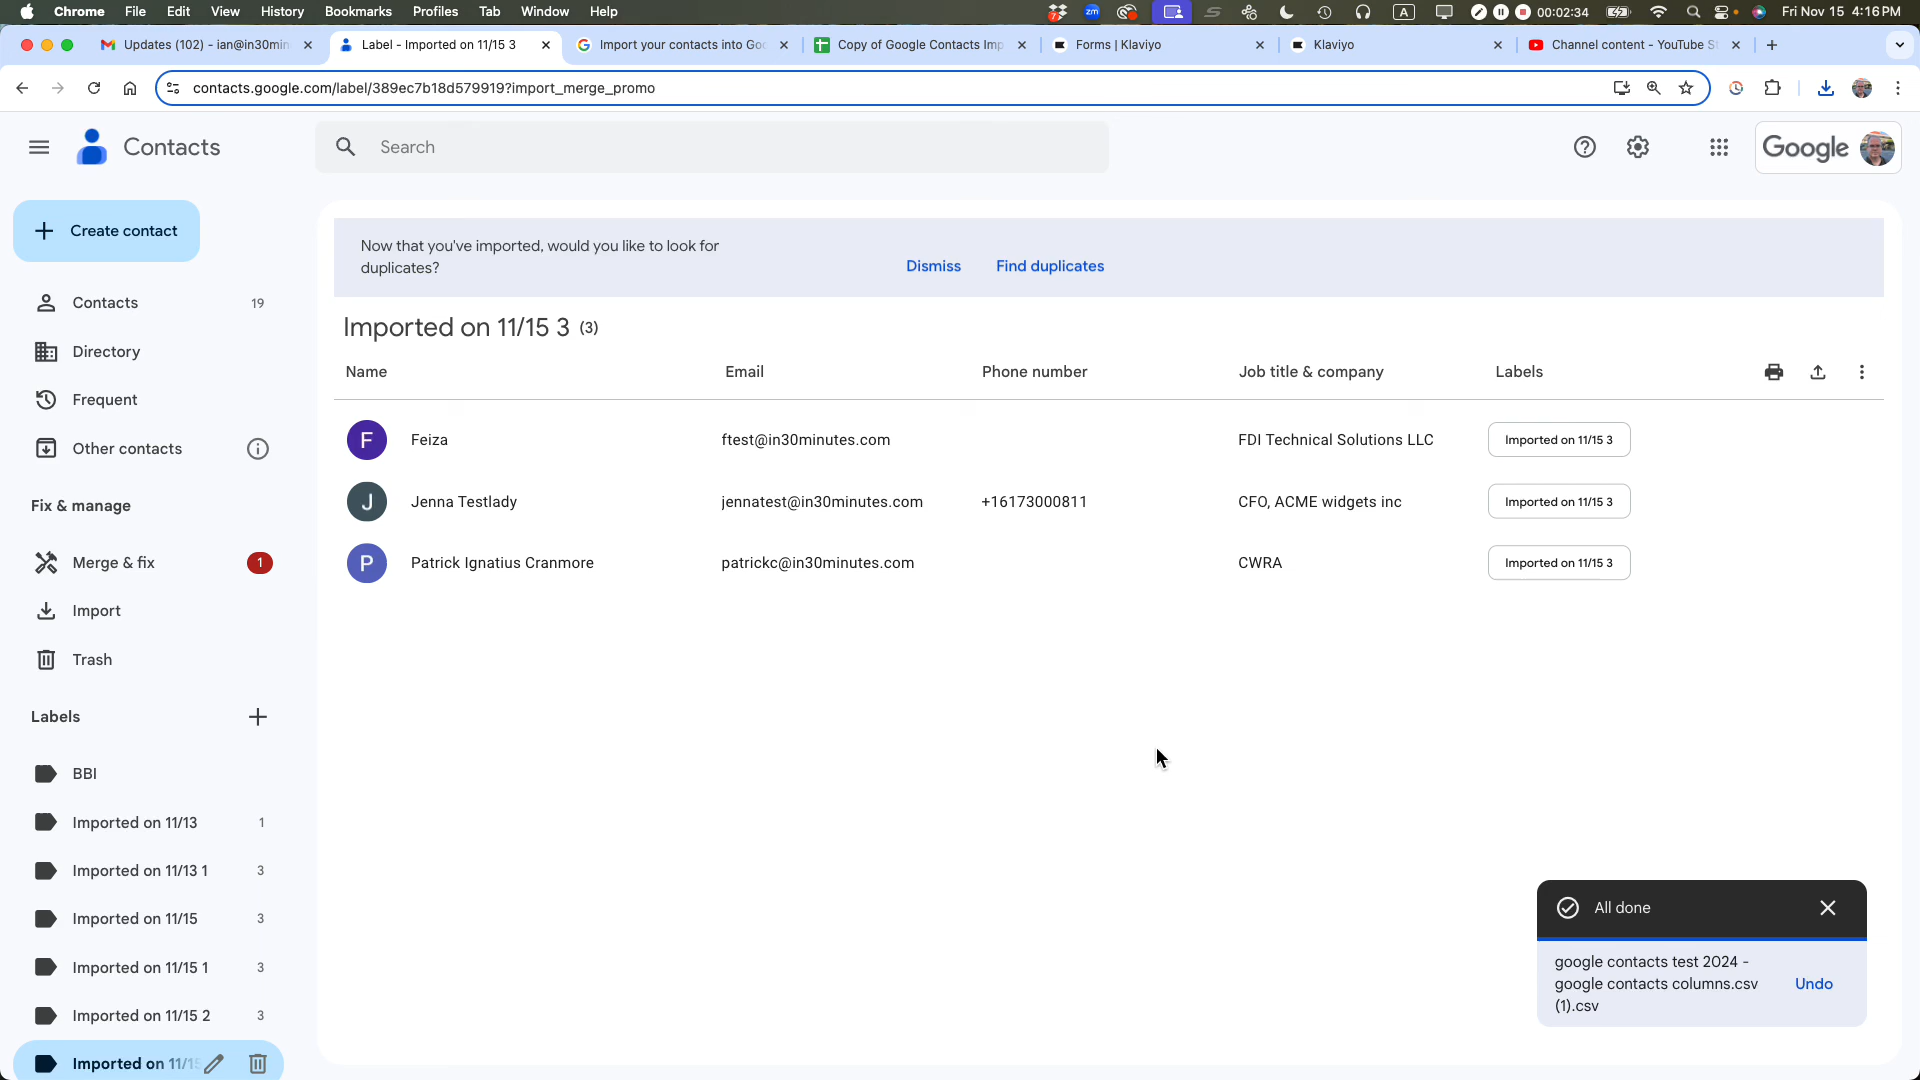 Chrome File Edit View History Bookmarks Profiles Tab Window Help 7 zm A 00:02:34 Fri Nov 15 4:16 PM
Updates (102) - ian@in30min Label - Imported on 11/15 3 Import your contacts into Goo Copy of Google Contacts Imp Forms | Klaviyo Klaviyo Channel content - YouTube S
contacts.google.com/label/389ec7b18d579919?import_merge_promo
Contacts
Search
Google
Create contact
Contacts 19
Directory
Frequent
Other contacts
Fix & manage
Merge & fix 1
Import
Trash
Labels
BBI
Imported on 11/13 1
Imported on 11/13 1 3
Imported on 11/15 3
Imported on 11/15 1 3
Imported on 11/15 2 3
Imported on 11/15
Now that you've imported, would you like to look for
duplicates?
Dismiss Find duplicates
Imported on 11/15 3 (3)
Name Email Phone number Job title & company Labels
F Feiza ftest@in30minutes.com FDI Technical Solutions LLC Imported on 11/15 3
J Jenna Testlady jennatest@in30minutes.com +16173000811 CFO, ACME widgets inc Imported on 11/15 3
P Patrick Ignatius Cranmore patrickc@in30minutes.com CWRA Imported on 11/15 3
All done
google contacts test 2024 -
google contacts columns.csv
(1).csv
Undo